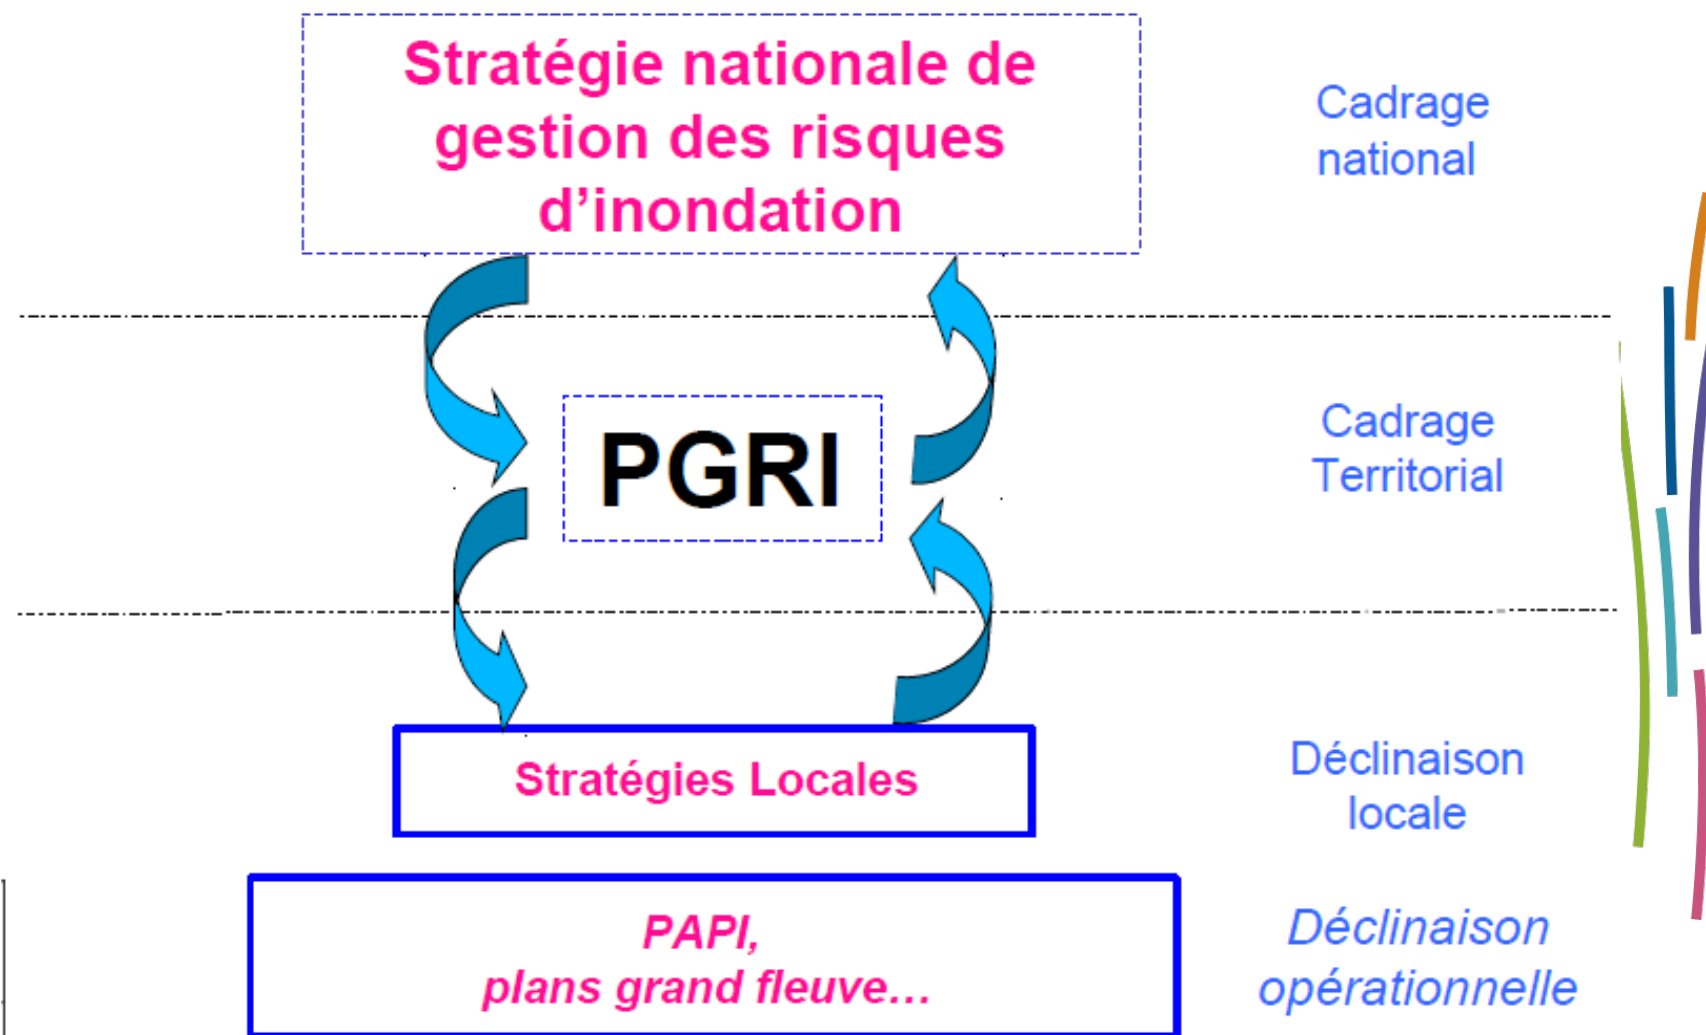 Stratégie nationale de
gestion des risques
d’inondation
Cadrage
national
PGRI
Cadrage
Territorial
Stratégies Locales
Déclinaison
locale
PAPI,
plans grand fleuve...
Déclinaison
opérationnelle